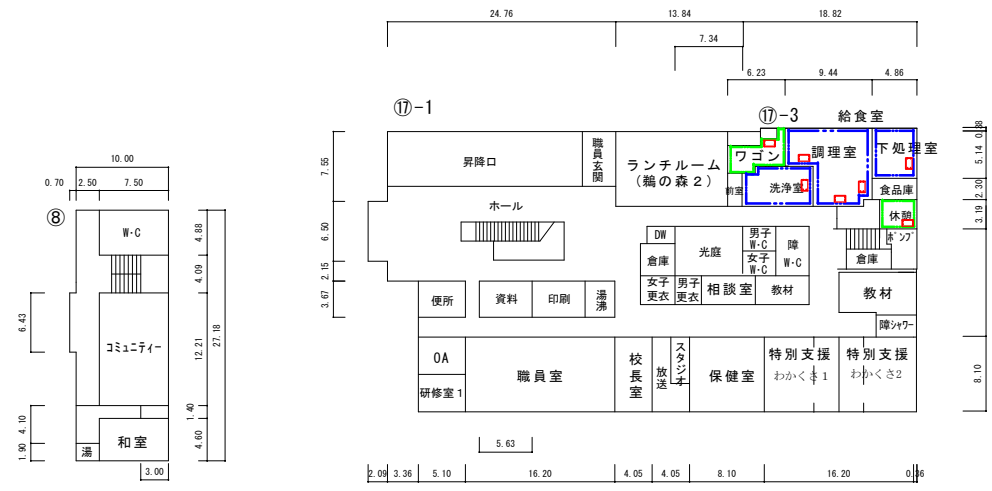 24.76
13.84
18.82
7.34
6.23
9.44
4.86
⑰-1
⑰-3
給食室
0.38
7.55
5.14
2.30
3.19
6.50
2.15
3.67
8.10
昇降口
職員玄関
ランチルーム
(鵜の森2)
ワゴン
調理室
下処理室
前室
洗浄室
食品庫
休憩
ホール
DW
倉庫
光庭
男子
W・C
女子
W・C
障
W・C
ポンプ
倉庫
女子
更衣
男子
更衣
相談室
教材
教材
便所
資料
印刷
湯沸
障シャワー
OA
研修室1
職員室
校長室
放送
スタジオ
保健室
特別支援
わかくさ1
特別支援
わかくさ2
5.63
2.09
3.36
5.10
16.20
4.05
4.05
8.10
16.20
0.36
⑧
10.00
0.70
2.50
7.50
W・C
コミュニティー
和室
湯
4.88
4.09
12.21
27.18
1.40
4.60
6.43
4.10
1.90
3.00